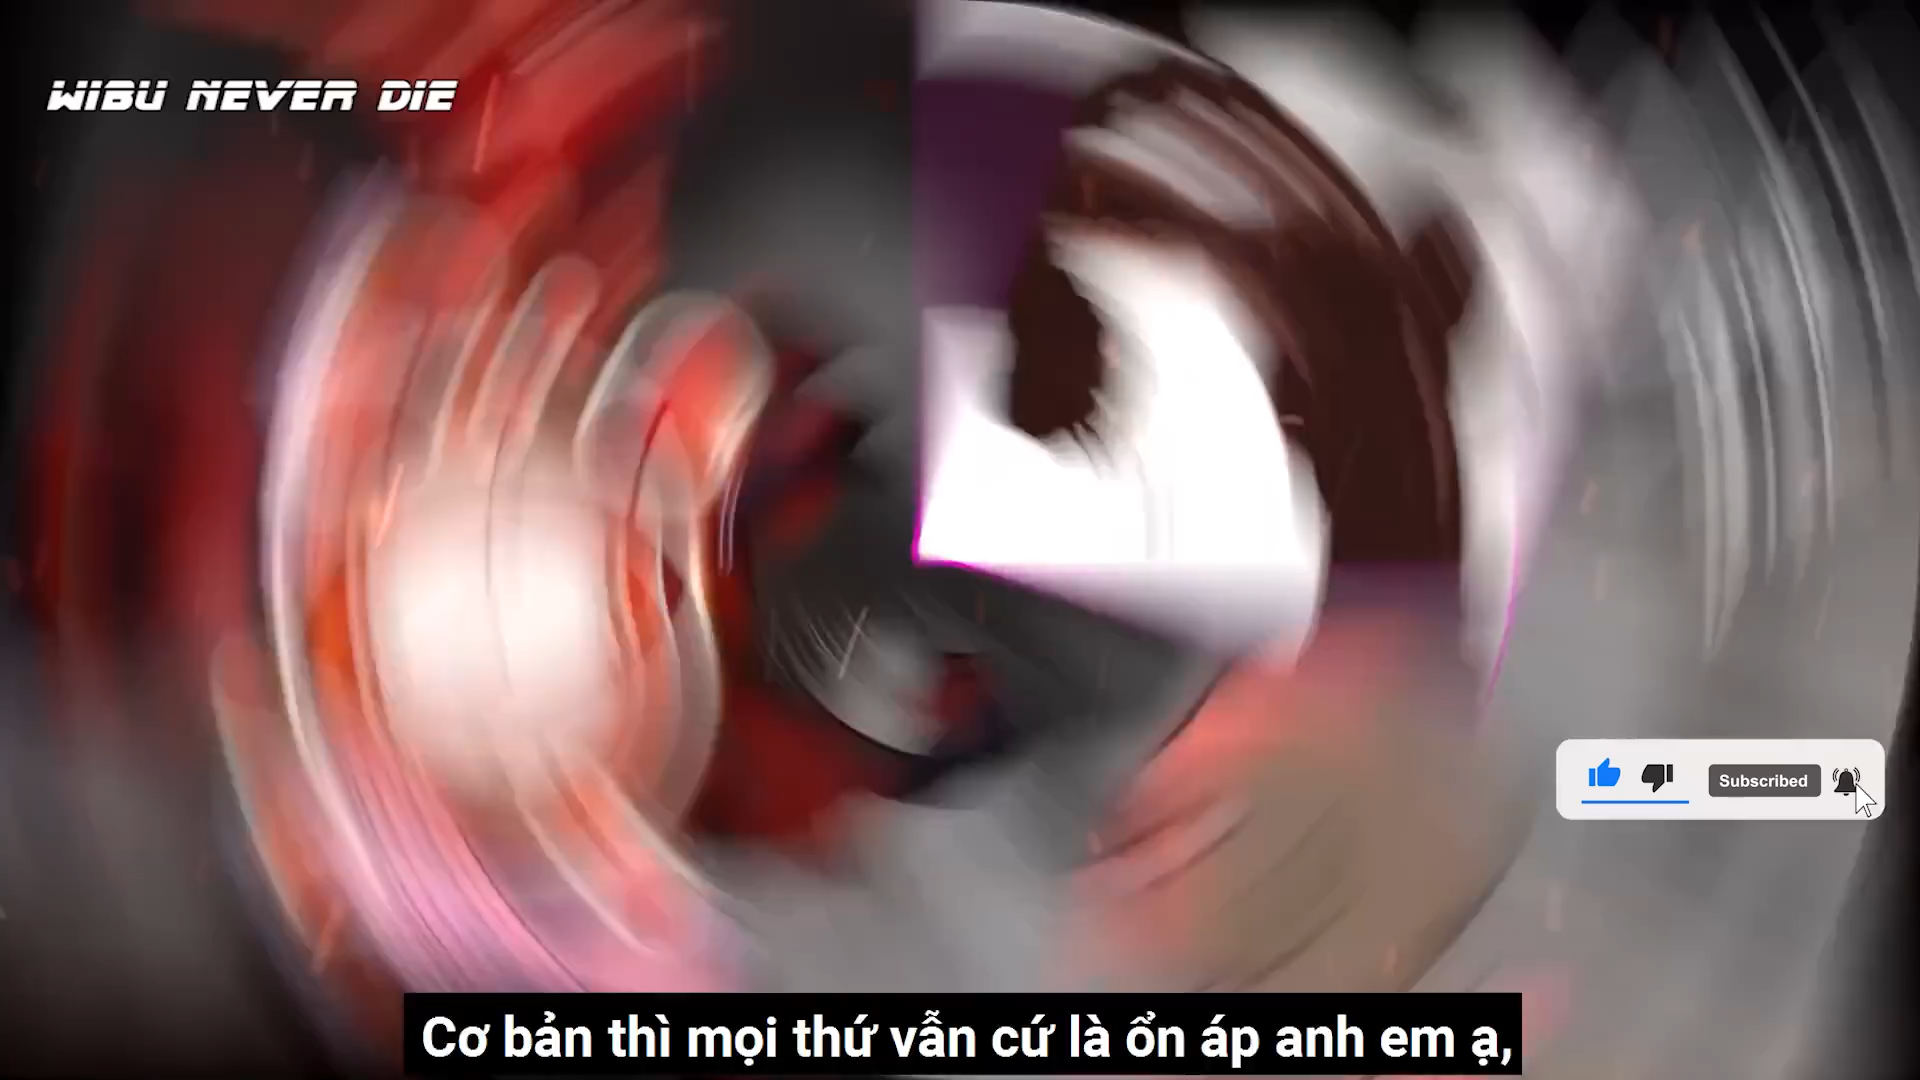 WIBU NEVER DIE
Subscribed
Cơ bản thì mọi thứ vẫn cứ là ổn áp anh em ạ,